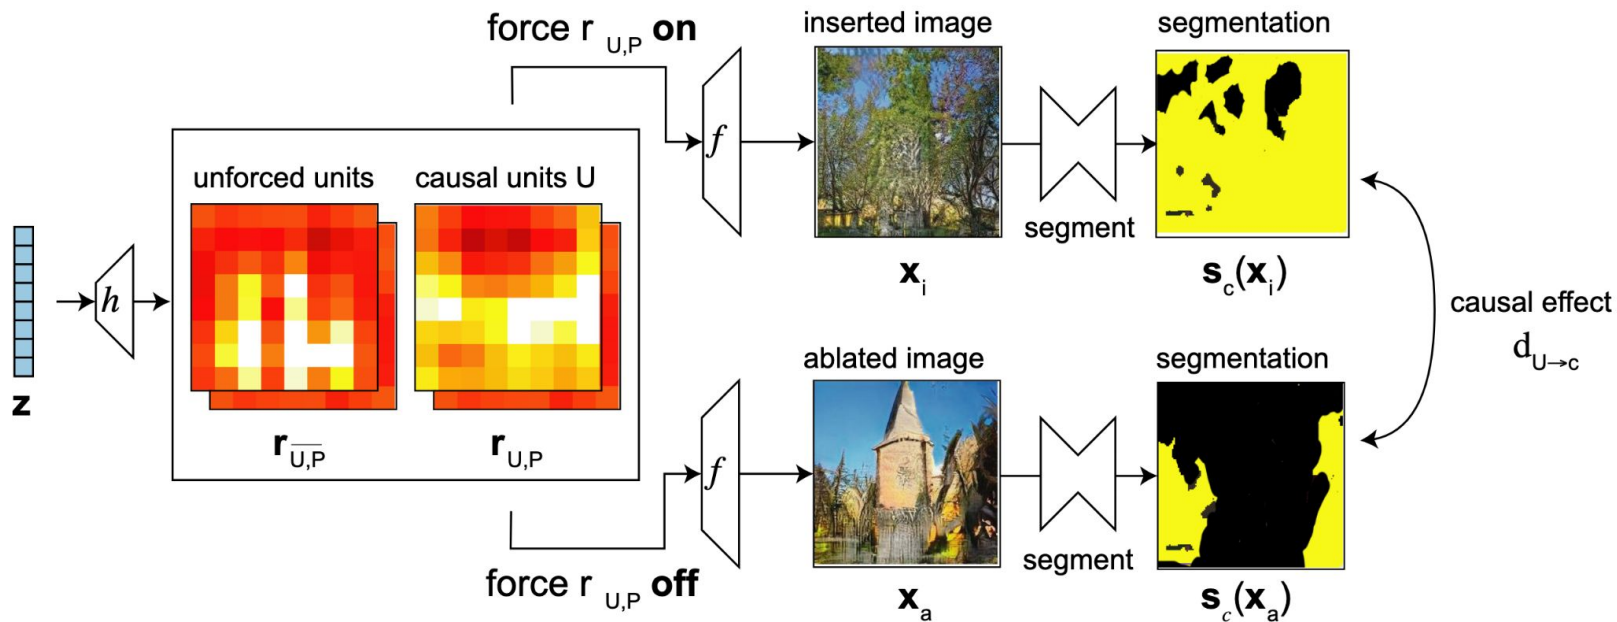 force r U,P on
inserted image
segmentation
f
unforced units
causal units U
segment
h
x i
s c (x i )
causal effect
d U→c
z
ablated image
segmentation
r U,P
r U,P
f
segment
force r U,P off
x a
s c (x a )